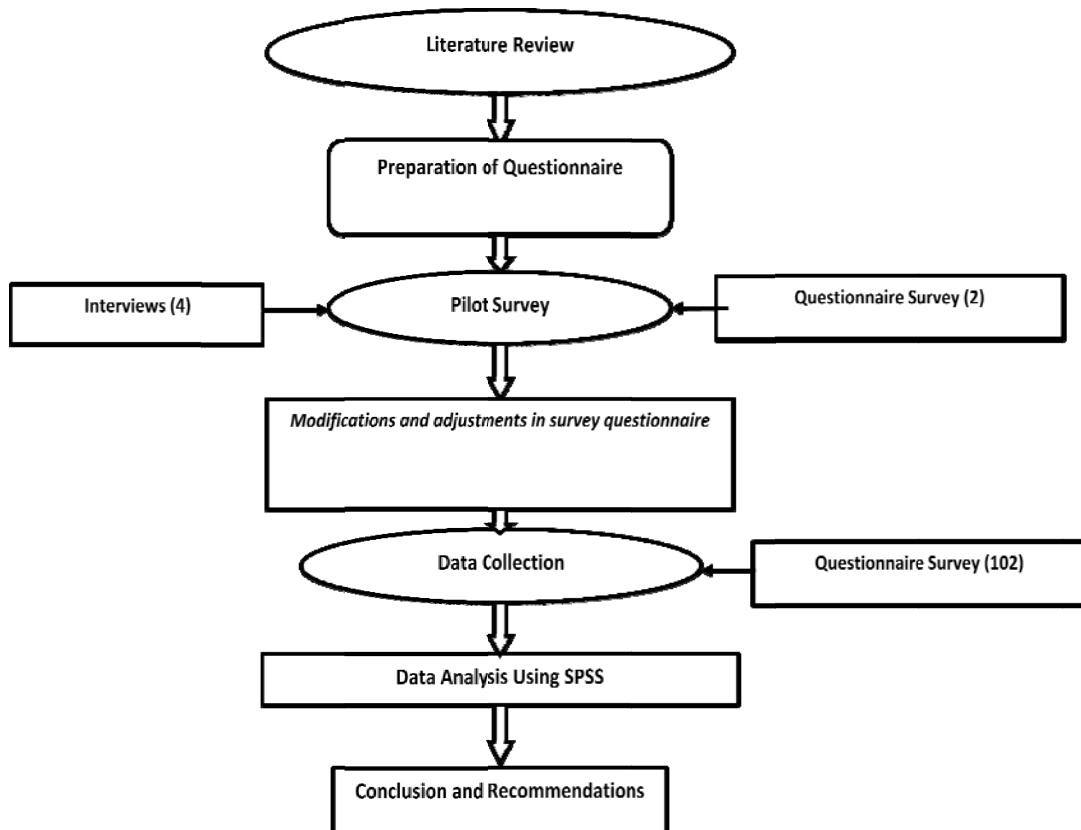 Literature Review
Preparation of Questionnaire
Interviews (4)
Pilot Survey
Questionnaire Survey (2)
Modifications and adjustments in survey questionnaire
Data Collection
Questionnaire Survey (102)
Data Analysis Using SPSS
Conclusion and Recommendations